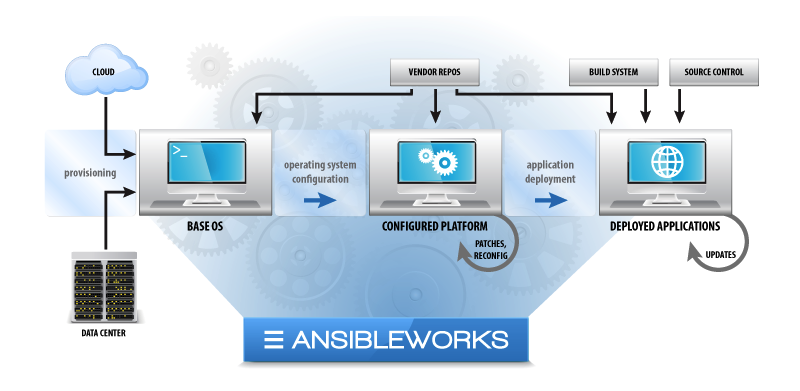 CLOUD
VENDOR REPOS
BUILD SYSTEM
SOURCE CONTROL
provisioning
>_
operating system
configuration
application
deployment
BASE OS
CONFIGURED PLATFORM
DEPLOYED APPLICATIONS
PATCHES,
RECONFIG
UPDATES
DATA CENTER
ANSIBLEWORKS